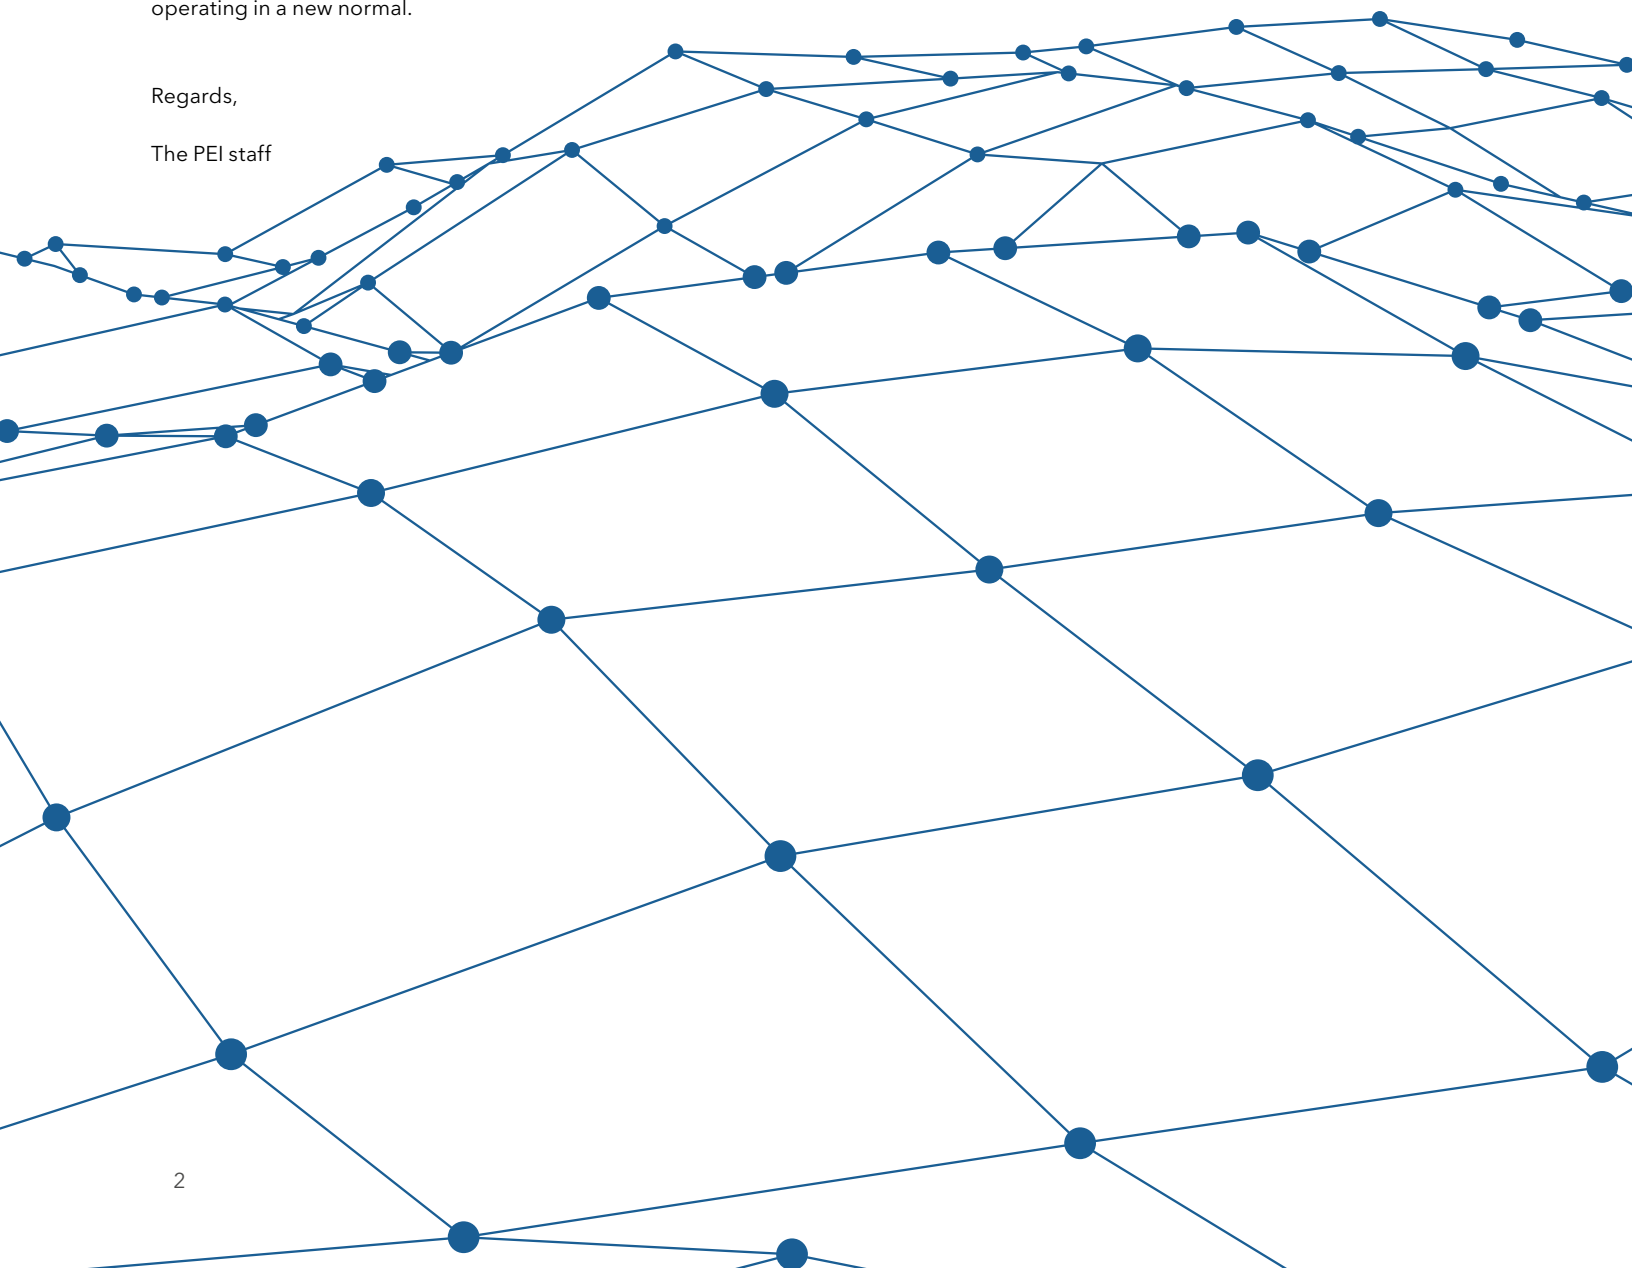 operating in a new normal.
Regards,
The PEI staff
2